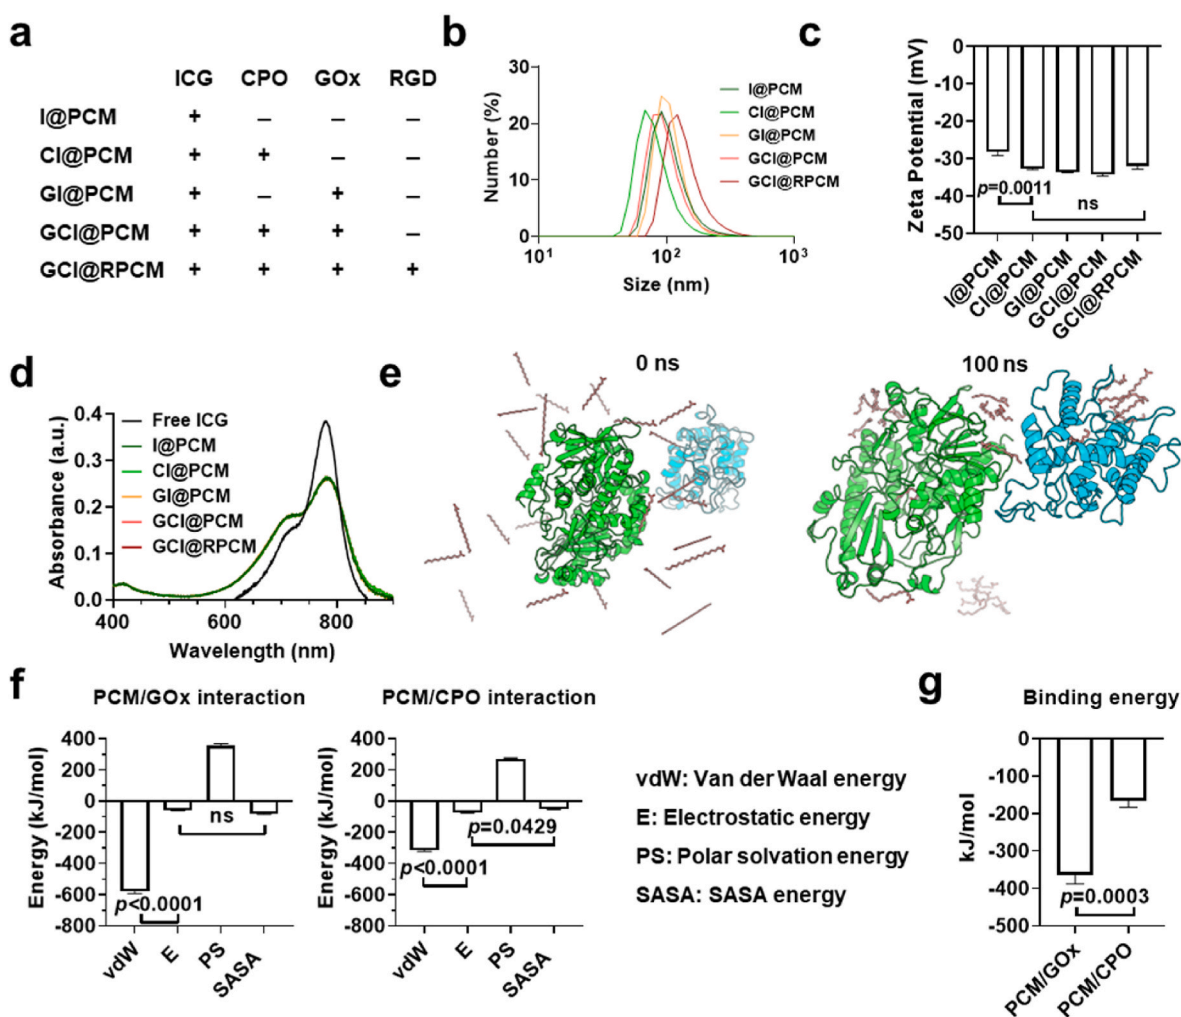 a
ICG CPO GOx RGD
I@PCM + – – –
CI@PCM + + – –
GI@PCM + – + –
GCI@PCM + + + –
GCI@RPCM + + + +
b
Number (%)
30
20
10
0
10¹ 10² 10³
Size (nm)
I@PCM
CI@PCM
GI@PCM
GCI@PCM
GCI@RPCM
c
Zeta Potential (mV)
0
-10
-20
-30
-40
-50
p=0.0011
ns
I@PCM
CI@PCM
GI@PCM
GCI@PCM
GCI@RPCM
d
Absorbance (a.u.)
0.4
0.3
0.2
0.1
0.0
400 600 800
Wavelength (nm)
Free ICG
I@PCM
CI@PCM
GI@PCM
GCI@PCM
GCI@RPCM
e
0 ns
100 ns
f
PCM/GOx interaction
Energy (kJ/mol)
400
200
0
-200
-400
-600
-800
ns
p<0.0001
vdW
E
PS
SASA
PCM/CPO interaction
Energy (kJ/mol)
400
200
0
-200
-400
-600
-800
p=0.0429
p<0.0001
vdW
E
PS
SASA
vdW: Van der Waal energy
E: Electrostatic energy
PS: Polar solvation energy
SASA: SASA energy
g
Binding energy
kJ/mol
0
-100
-200
-300
-400
-500
p=0.0003
PCM/GOx
PCM/CPO